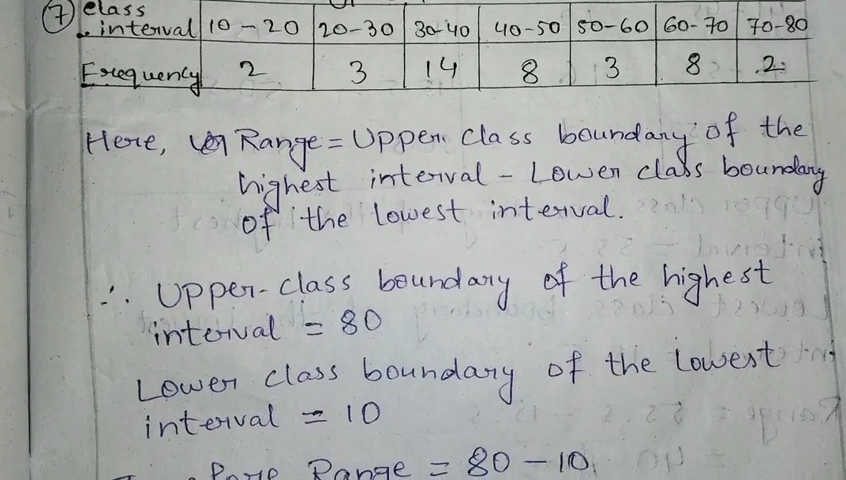 7 class
interval 10-20 20-30 30-40 40-50 50-60 60-70 70-80
Frequency 2 3 14 8 3 8 2
Here, Range = Upper class boundary of the
highest interval - Lower class boundary
of the lowest interval.
∴ Upper-class boundary of the highest
interval = 80
Lower class boundary of the Lowest
interval = 10
Range = 80-10